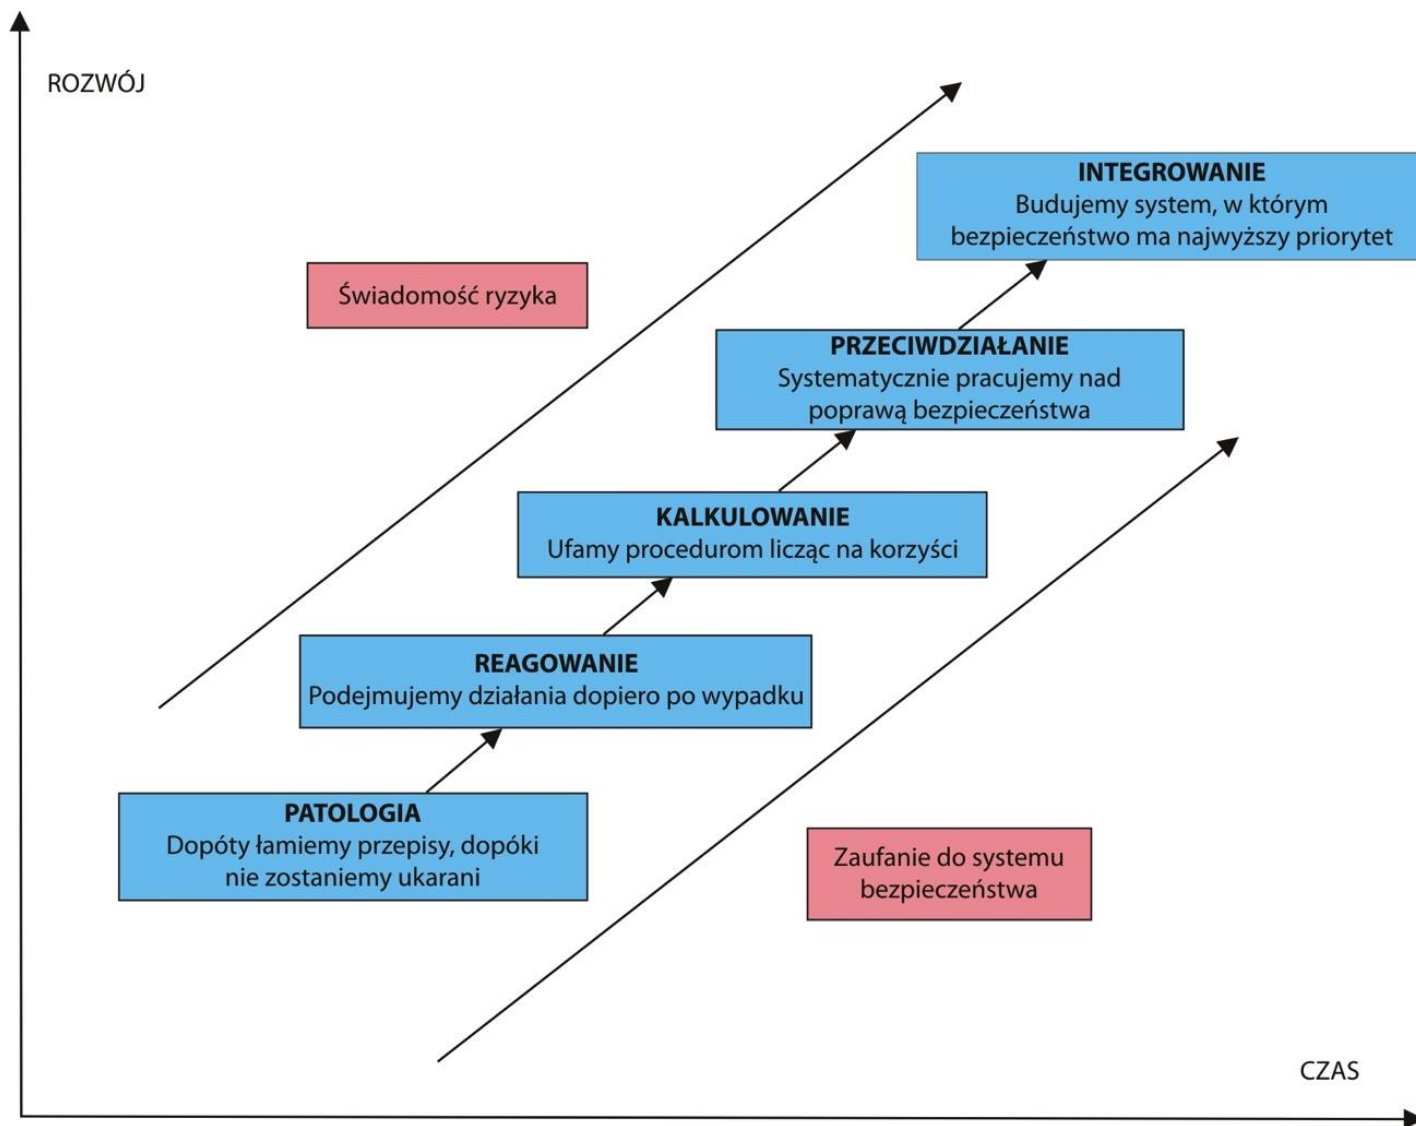 ROZWÓJ
INTEGROWANIE
Budujemy system, w którym
bezpieczeństwo ma najwyższy priorytet
Świadomość ryzyka
PRZECIWDZIAŁANIE
Systematycznie pracujemy nad
poprawą bezpieczeństwa
KALKULOWANIE
Ufamy procedurom licząc na korzyści
REAGOWANIE
Podejmujemy działania dopiero po wypadku
PATOLOGIA
Dopóty łamiemy przepisy, dopóki
nie zostaniemy ukarani
Zaufanie do systemu
bezpieczeństwa
CZAS